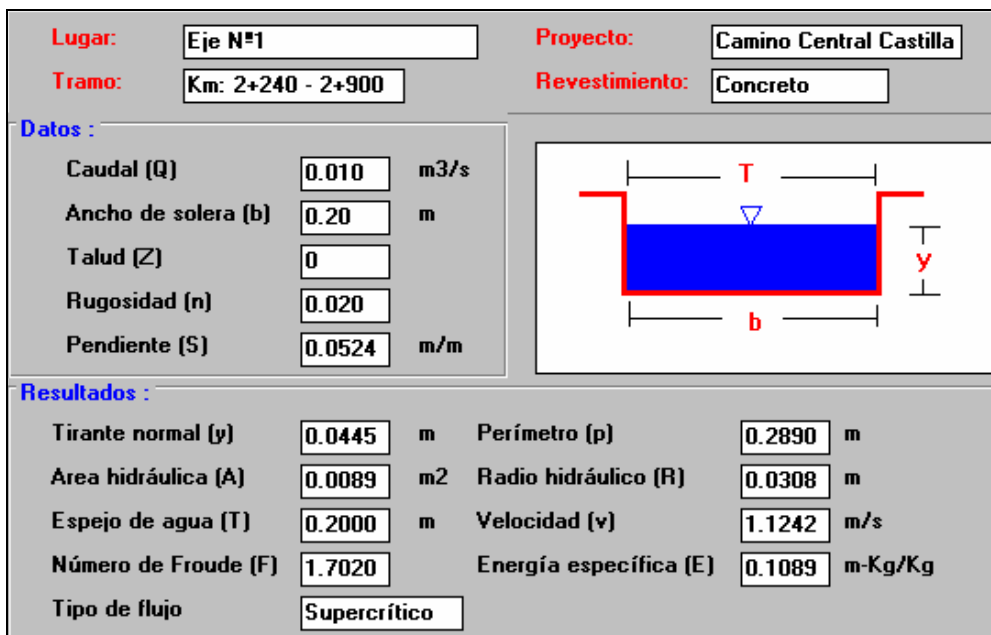 Lugar: Eje Nº1 Proyecto: Camino Central Castilla
Tramo: Km: 2+240 - 2+900 Revestimiento: Concreto
Datos :
Caudal (Q) 0.010 m3/s
Ancho de solera (b) 0.20 m
Talud (Z) 0
Rugosidad (n) 0.020
Pendiente (S) 0.0524 m/m
T
y
b
Resultados :
Tirante normal (y) 0.0445 m Perímetro (p) 0.2890 m
Area hidráulica (A) 0.0089 m2 Radio hidráulico (R) 0.0308 m
Espejo de agua (T) 0.2000 m Velocidad (v) 1.1242 m/s
Número de Froude (F) 1.7020 Energía específica (E) 0.1089 m-Kg/Kg
Tipo de flujo Supercrítico